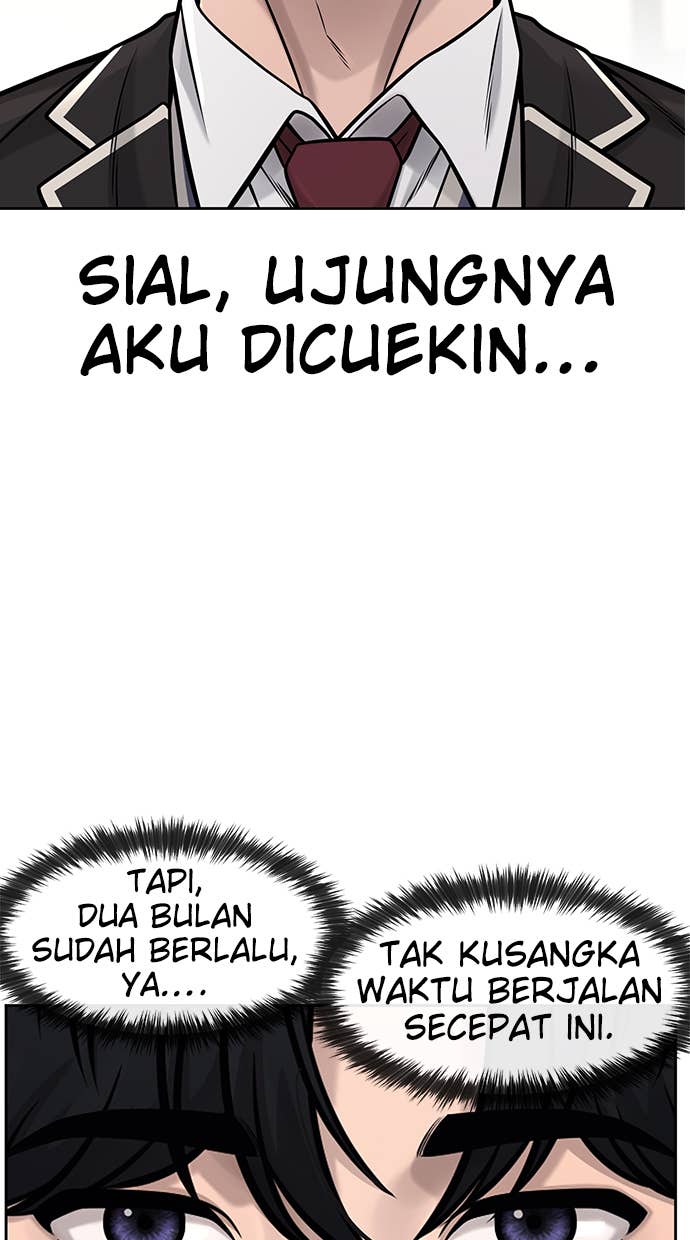 SIAL, UJUNGNYA
AKU DICUEKIN...
TAPI,
DUA BULAN
SUDAH BERLALU,
YA....
TAK KUSANGKA
WAKTU BERJALAN
SECEPAT INI.